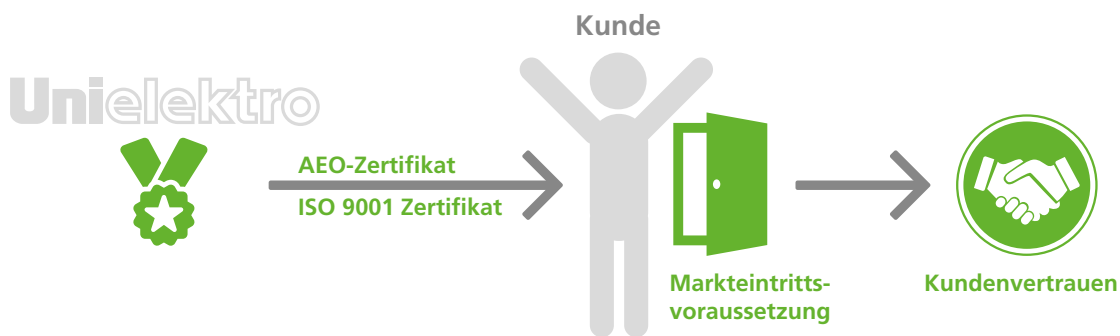 Kunde
Unielektro
AEO-Zertifikat
ISO 9001 Zertifikat
Markteintritts-
voraussetzung
Kundenvertrauen